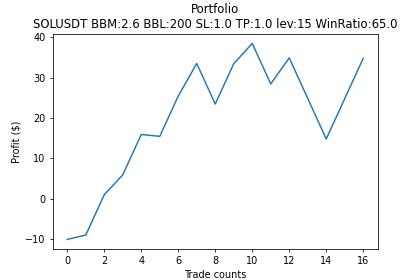 Portfolio
SOLUSDT BBM:2.6 BBL:200 SL:1.0 TP:1.0 lev:15 WinRatio:65.0
40
30
20
10
0
−10
Profit ($)
0 2 4 6 8 10 12 14 16
Trade counts